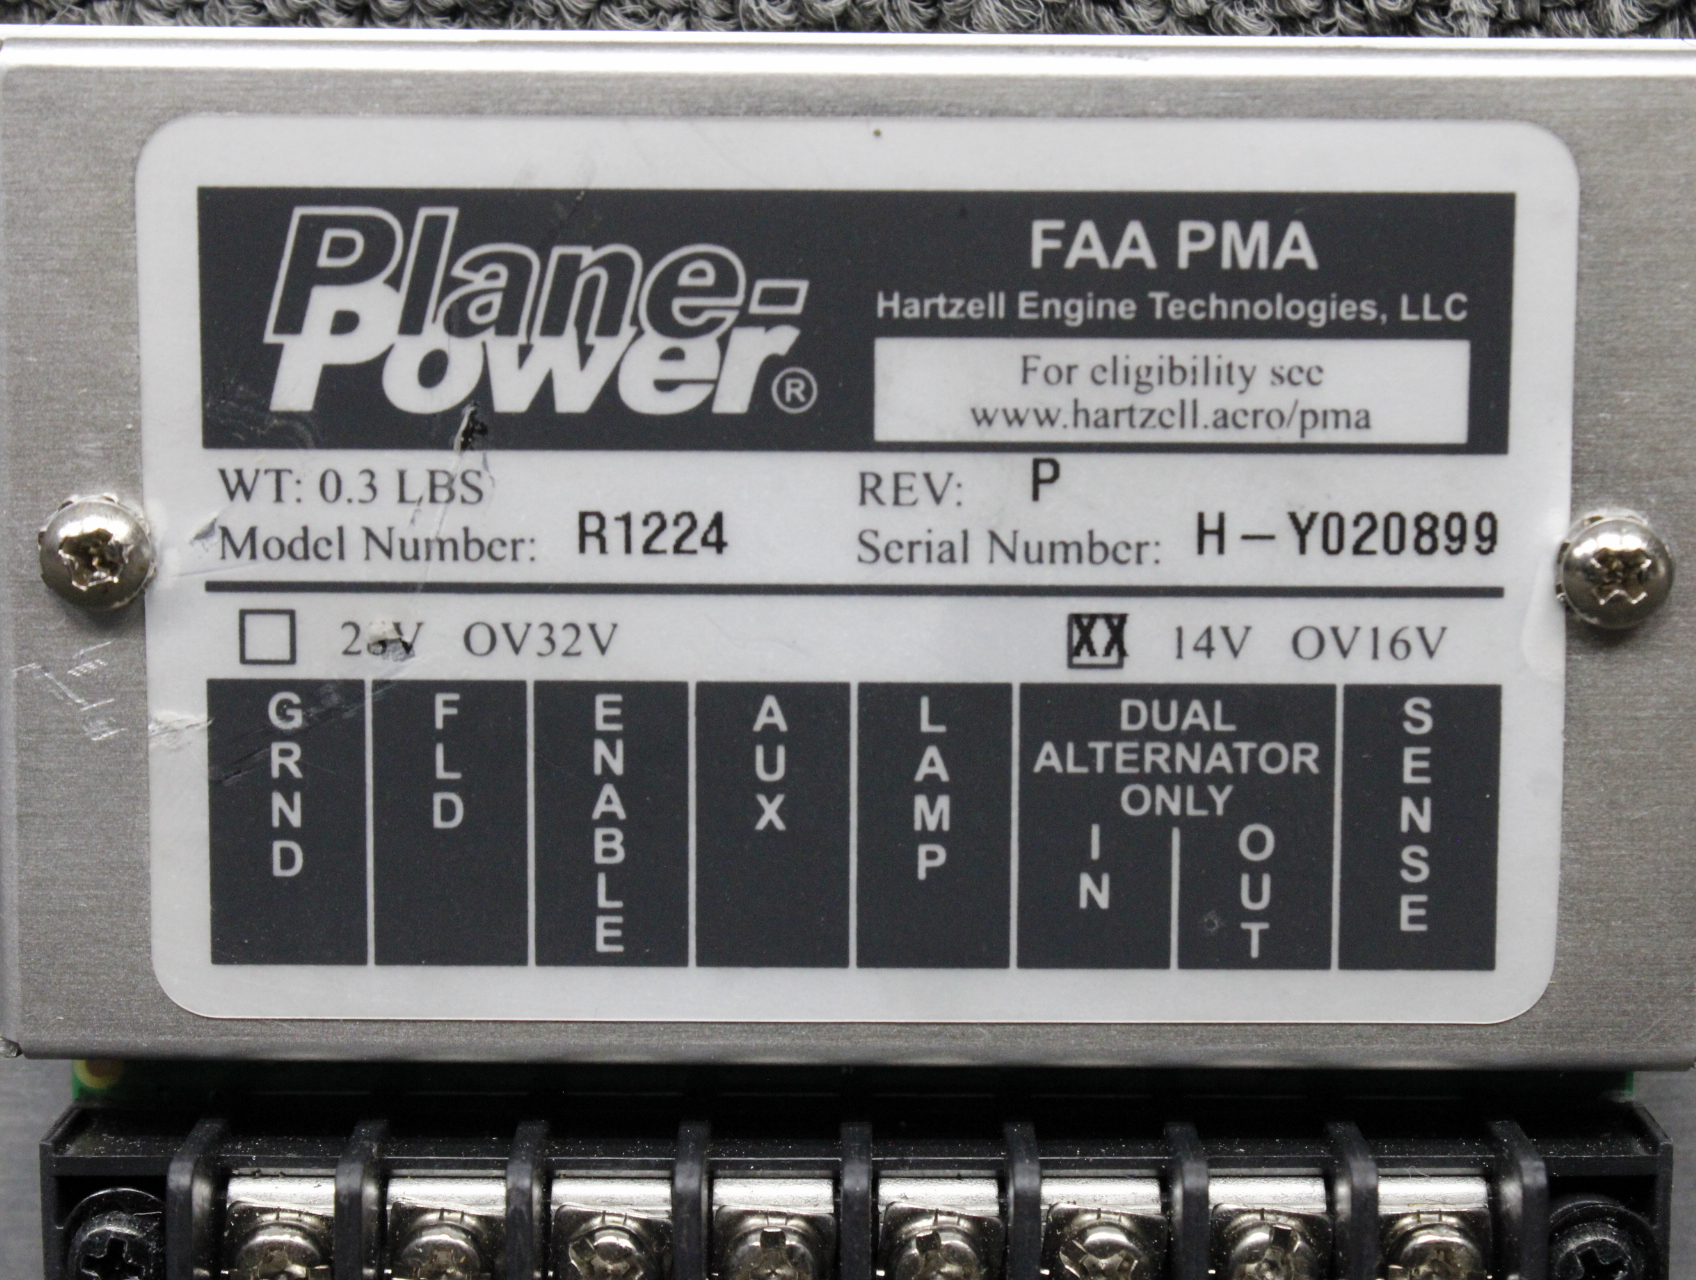 Plane-
Power®
FAA PMA
Hartzell Engine Technologies, LLC
For eligibility see
www.hartzell.aero/pma
WT: 0.3 LBS
REV: P
Model Number: R1224
Serial Number: H-Y020899
OV32V
XX 14V OV16V
GRND
FLD
ENABLE
AUX
LAMP
DUAL
ALTERNATOR
ONLY
IN
OUT
SENSE